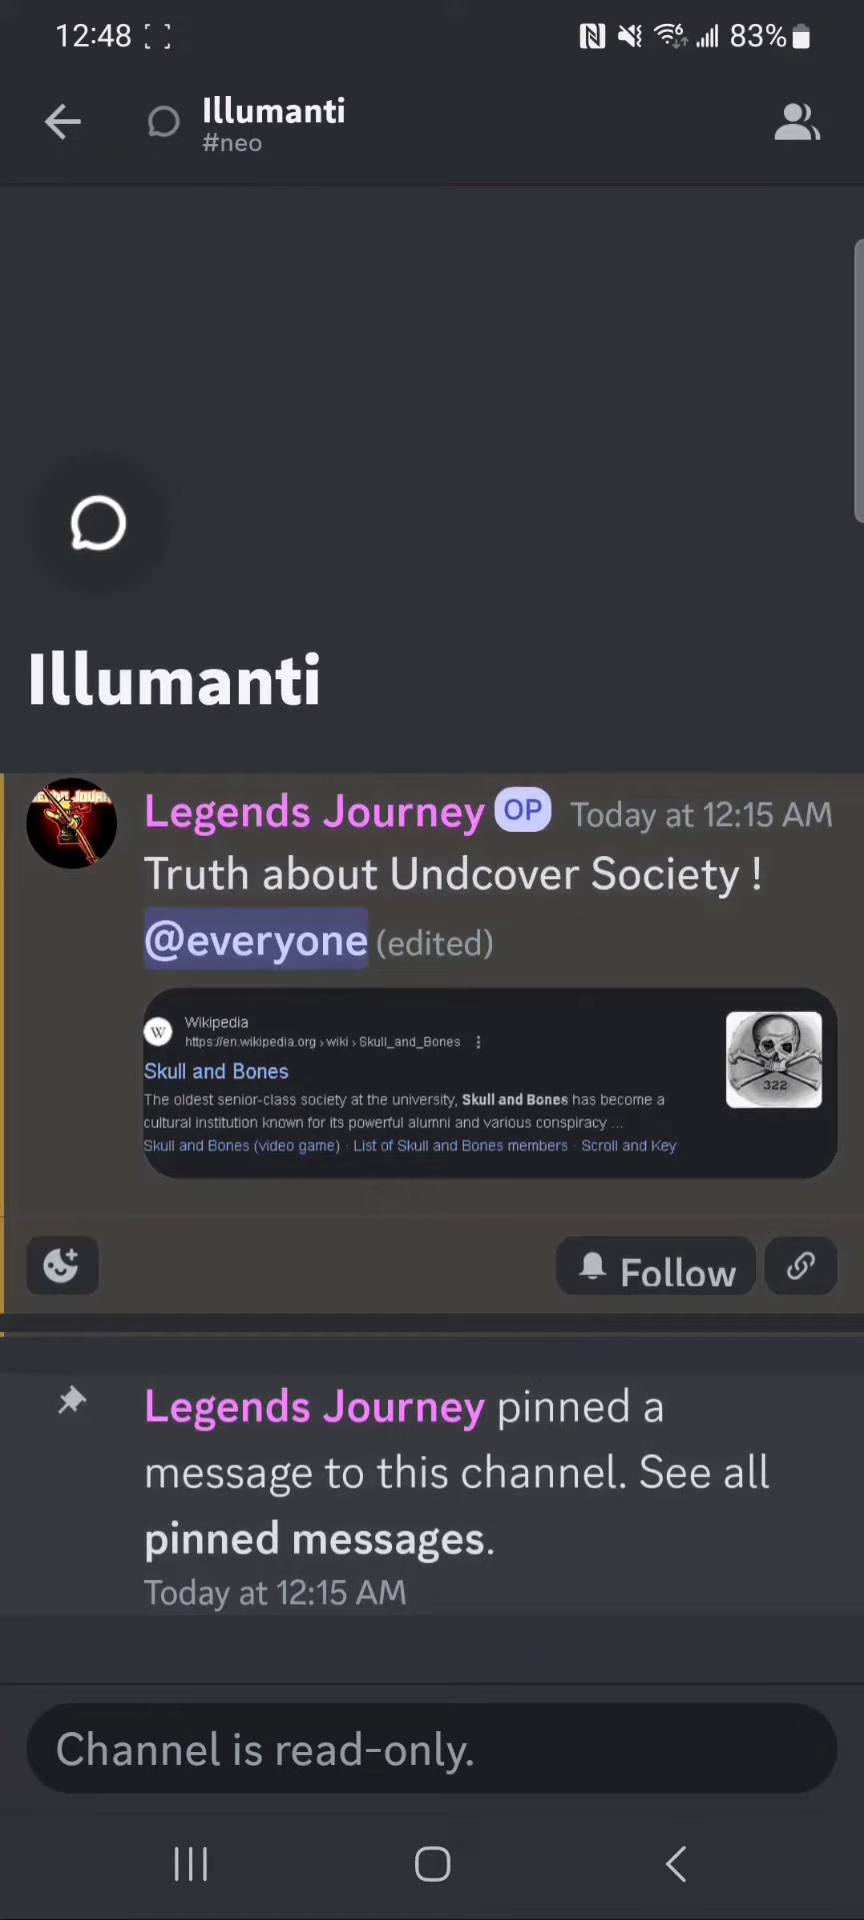 12:48
83%
Illumanti
#neo
Illumanti
Legends Journey OP Today at 12:15 AM
Truth about Undcover Society !
@everyone (edited)
W
Wikipedia
https://en.wikipedia.org › wiki › Skull_and_Bones
Skull and Bones
The oldest senior-class society at the university, Skull and Bones has become a
cultural institution known for its powerful alumni and various conspiracy ...
Skull and Bones (video game) · List of Skull and Bones members · Scroll and Key
322
Follow
Legends Journey pinned a
message to this channel. See all
pinned messages.
Today at 12:15 AM
Channel is read-only.